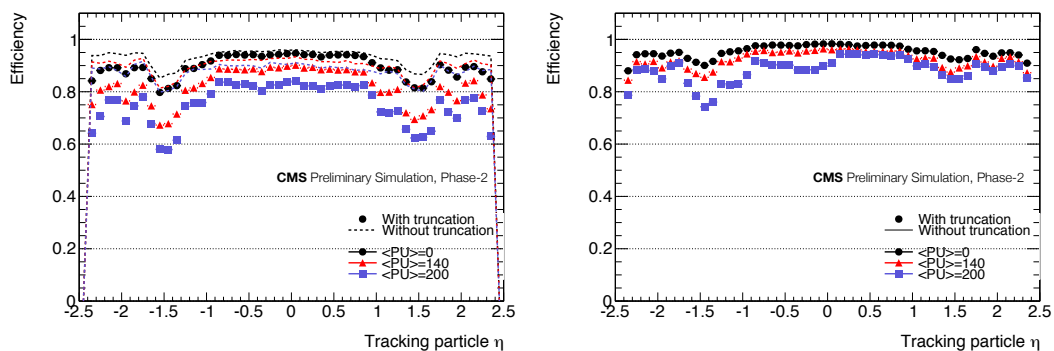 Efficiency
1
0.8
0.6
0.4
0.2
0
CMS Preliminary Simulation, Phase-2
With truncation
Without truncation
<PU>=0
<PU>=140
<PU>=200
-2.5 -2 -1.5 -1 -0.5 0 0.5 1 1.5 2 2.5
Tracking particle η
Efficiency
1
0.8
0.6
0.4
0.2
0
CMS Preliminary Simulation, Phase-2
With truncation
Without truncation
<PU>=0
<PU>=140
<PU>=200
-2.5 -2 -1.5 -1 -0.5 0 0.5 1 1.5 2 2.5
Tracking particle η